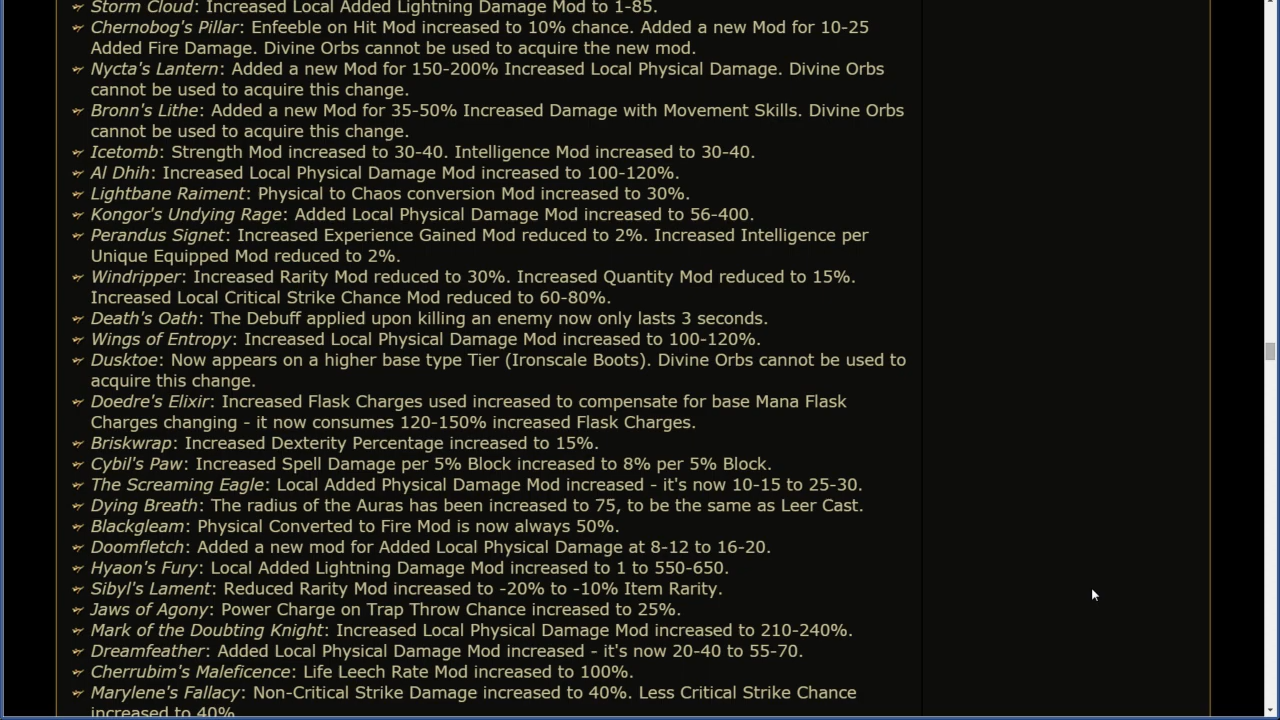 Storm Cloud: Increased Local Added Lightning Damage Mod to 1-85.
Chernobog's Pillar: Enfeeble on Hit Mod increased to 10% chance. Added a new Mod for 10-25
Added Fire Damage. Divine Orbs cannot be used to acquire the new mod.
Nycta's Lantern: Added a new Mod for 150-200% Increased Local Physical Damage. Divine Orbs
cannot be used to acquire this change.
Bronn's Lithe: Added a new Mod for 35-50% Increased Damage with Movement Skills. Divine Orbs
cannot be used to acquire this change.
Icetomb: Strength Mod increased to 30-40. Intelligence Mod increased to 30-40.
Al Dhih: Increased Local Physical Damage Mod increased to 100-120%.
Lightbane Raiment: Physical to Chaos conversion Mod increased to 30%.
Kongor's Undying Rage: Added Local Physical Damage Mod increased to 56-400.
Perandus Signet: Increased Experience Gained Mod reduced to 2%. Increased Intelligence per
Unique Equipped Mod reduced to 2%.
Windripper: Increased Rarity Mod reduced to 30%. Increased Quantity Mod reduced to 15%.
Increased Local Critical Strike Chance Mod reduced to 60-80%.
Death's Oath: The Debuff applied upon killing an enemy now only lasts 3 seconds.
Wings of Entropy: Increased Local Physical Damage Mod increased to 100-120%.
Dusktoe: Now appears on a higher base type Tier (Ironscale Boots). Divine Orbs cannot be used to
acquire this change.
Doedre's Elixir: Increased Flask Charges used increased to compensate for base Mana Flask
Charges changing - it now consumes 120-150% increased Flask Charges.
Briskwrap: Increased Dexterity Percentage increased to 15%.
Cybil's Paw: Increased Spell Damage per 5% Block increased to 8% per 5% Block.
The Screaming Eagle: Local Added Physical Damage Mod increased - it's now 10-15 to 25-30.
Dying Breath: The radius of the Auras has been increased to 75, to be the same as Leer Cast.
Blackgleam: Physical Converted to Fire Mod is now always 50%.
Doomfletch: Added a new mod for Added Local Physical Damage at 8-12 to 16-20.
Hyaon's Fury: Local Added Lightning Damage Mod increased to 1 to 550-650.
Sibyl's Lament: Reduced Rarity Mod increased to -20% to -10% Item Rarity.
Jaws of Agony: Power Charge on Trap Throw Chance increased to 25%.
Mark of the Doubting Knight: Increased Local Physical Damage Mod increased to 210-240%.
Dreamfeather: Added Local Physical Damage Mod increased - it's now 20-40 to 55-70.
Cherrubim's Maleficence: Life Leech Rate Mod increased to 100%.
Marylene's Fallacy: Non-Critical Strike Damage increased to 40%. Less Critical Strike Chance
increased to 40%